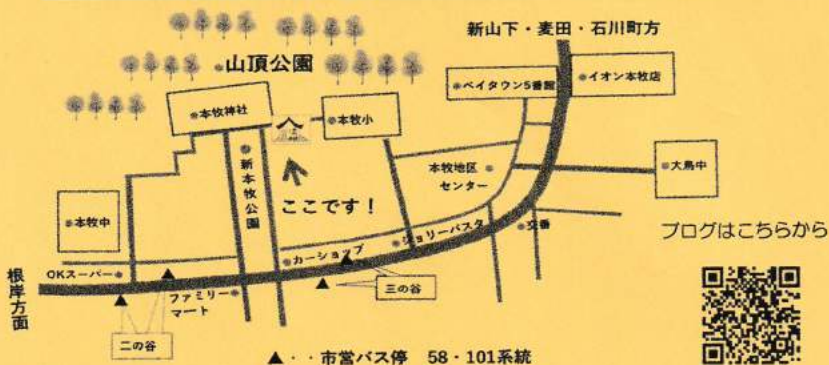 新山下・麦田・石川町方
山頂公園
ベイタウン5番館
イオン本牧店
本牧神社
本牧小
新本牧公園
ここです！
本牧地区
センター
大鳥中
本牧中
ジョリーパスタ
交番
カーショップ
ブログはこちらから
OKスーパー
根岸方面
ファミリー
マート
三の谷
二の谷
▲・・市営バス停 58・101系統